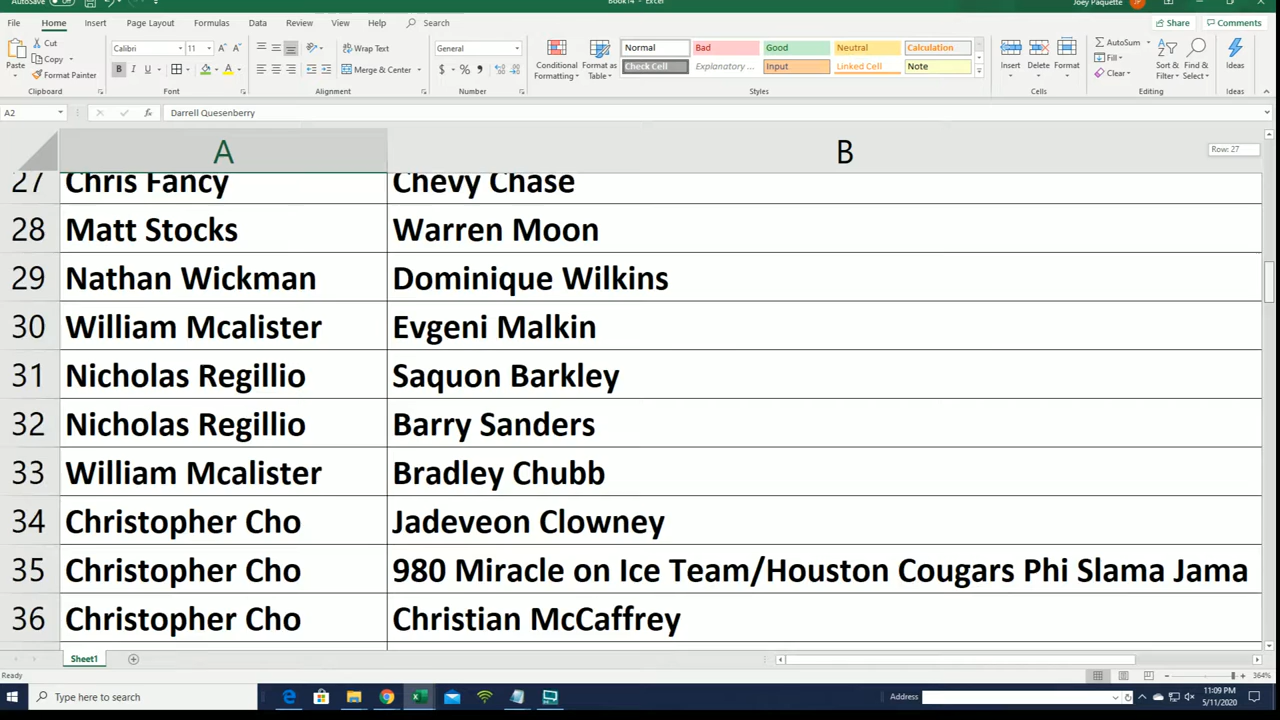 AutoSave Off Book14 - Excel Joey Paquette JP
File Home Insert Page Layout Formulas Data Review View Help Search Share Comments
Cut Calibri 11 Wrap Text General Normal Bad Good Neutral Calculation AutoSum
Paste Copy Conditional Formatting Format as Table Insert Delete Format Fill Sort & Filter Find & Select Ideas
Format Painter B I U Merge & Center $ % Check Cell Explanatory ... Input Linked Cell Note Clear
Clipboard Font Alignment Number Styles Cells Editing Ideas
A2 fx Darrell Quesenberry
A B Row: 27
27 Chris Fancy Chevy Chase
28 Matt Stocks Warren Moon
29 Nathan Wickman Dominique Wilkins
30 William Mcalister Evgeni Malkin
31 Nicholas Regillio Saquon Barkley
32 Nicholas Regillio Barry Sanders
33 William Mcalister Bradley Chubb
34 Christopher Cho Jadeveon Clowney
35 Christopher Cho 980 Miracle on Ice Team/Houston Cougars Phi Slama Jama
36 Christopher Cho Christian McCaffrey
Sheet1
Ready 364%
Type here to search Address 11:09 PM
5/11/2020